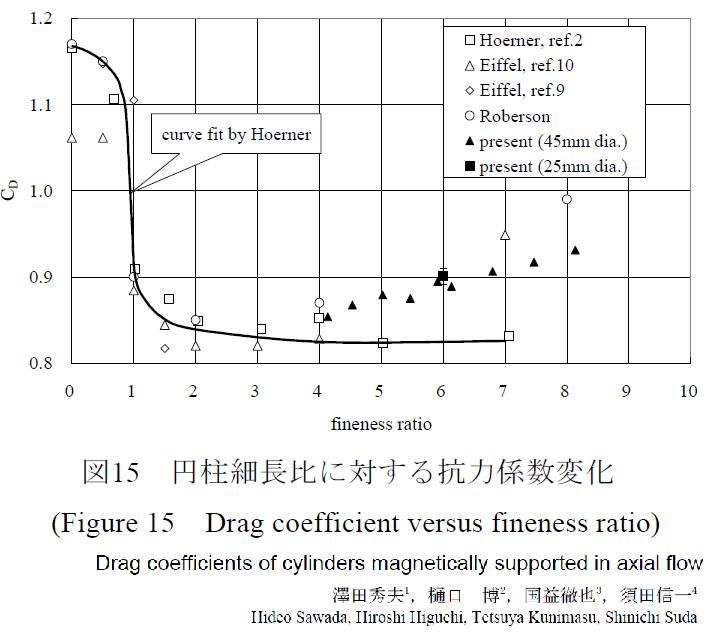 1.2
1.1
1.0
0.9
0.8
C_D
Hoerner, ref.2
Eiffel, ref.10
Eiffel, ref.9
Roberson
present (45mm dia.)
present (25mm dia.)
curve fit by Hoerner
0 1 2 3 4 5 6 7 8 9 10
fineness ratio
図15 円柱細長比に対する抗力係数変化
(Figure 15 Drag coefficient versus fineness ratio)
Drag coefficients of cylinders magnetically supported in axial flow
澤田秀夫¹，樋口 博²，国益徹也³，須田信一⁴
Hideo Sawada, Hiroshi Higuchi, Tetsuya Kunimasu, Shinichi Suda